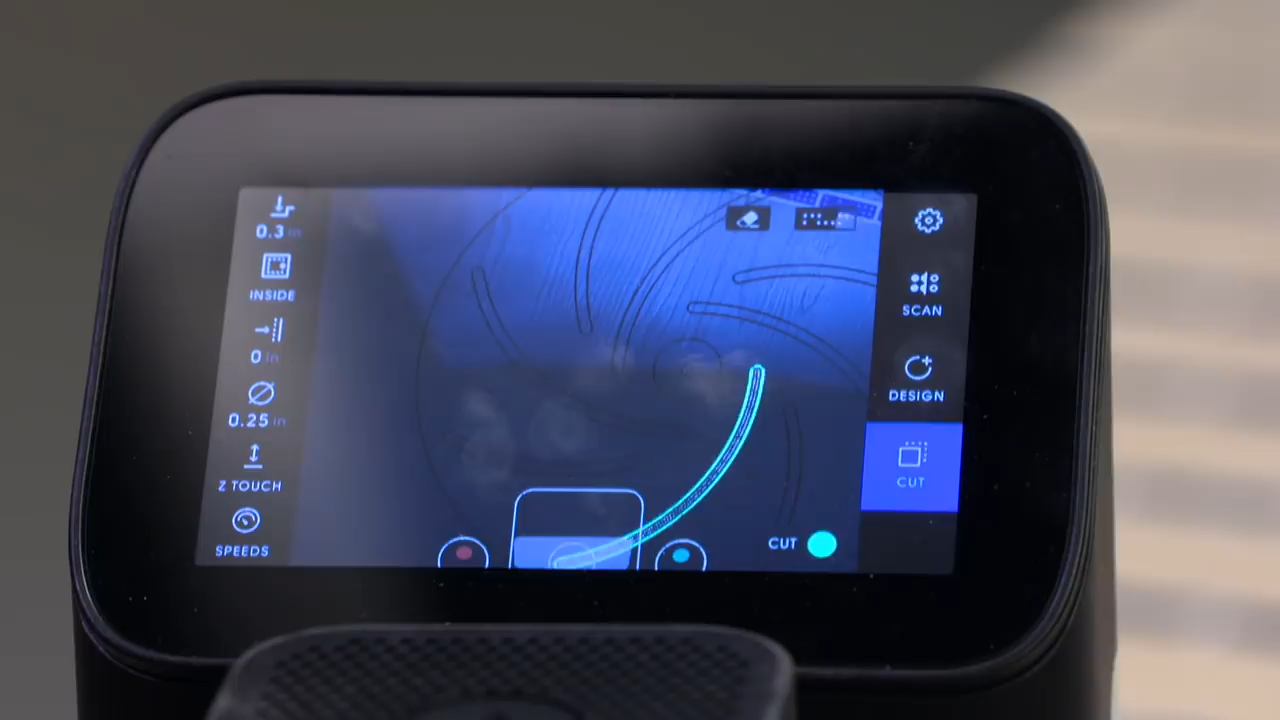 0.3 in
INSIDE
0 in
0.25 in
Z TOUCH
SPEEDS
SCAN
DESIGN
CUT
CUT